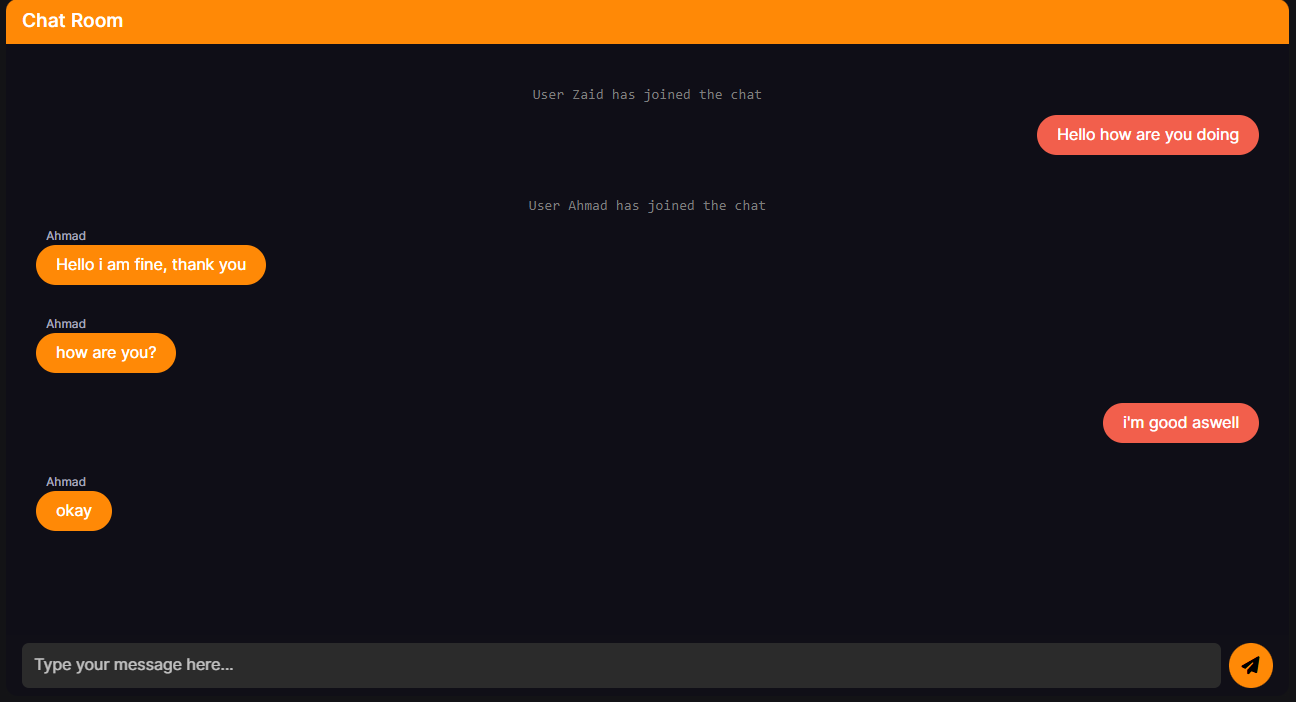 Chat Room
User Zaid has joined the chat
Hello how are you doing
User Ahmad has joined the chat
Ahmad
Hello i am fine, thank you
Ahmad
how are you?
i'm good aswell
Ahmad
okay
Type your message here...